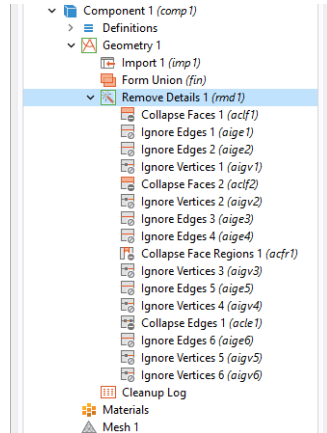 Component 1 (comp1)
Definitions
Geometry 1
Import 1 (imp1)
Form Union (fin)
Remove Details 1 (rmd1)
Collapse Faces 1 (aclf1)
Ignore Edges 1 (aige1)
Ignore Edges 2 (aige2)
Ignore Vertices 1 (aigv1)
Collapse Faces 2 (aclf2)
Ignore Vertices 2 (aigv2)
Ignore Edges 3 (aige3)
Ignore Edges 4 (aige4)
Collapse Face Regions 1 (acfr1)
Ignore Vertices 3 (aigv3)
Ignore Edges 5 (aige5)
Ignore Vertices 4 (aigv4)
Collapse Edges 1 (acle1)
Ignore Edges 6 (aige6)
Ignore Vertices 5 (aigv5)
Ignore Vertices 6 (aigv6)
Cleanup Log
Materials
Mesh 1